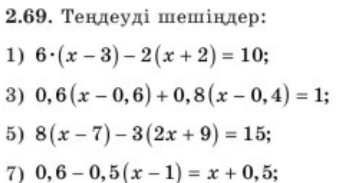 2.69. Теңдеуді шешіңдер:
1) 6·(x – 3) – 2(x + 2) = 10;
3) 0,6(x – 0,6) + 0,8(x – 0,4) = 1;
5) 8(x – 7) – 3(2x + 9) = 15;
7) 0,6 – 0,5(x – 1) = x + 0,5;